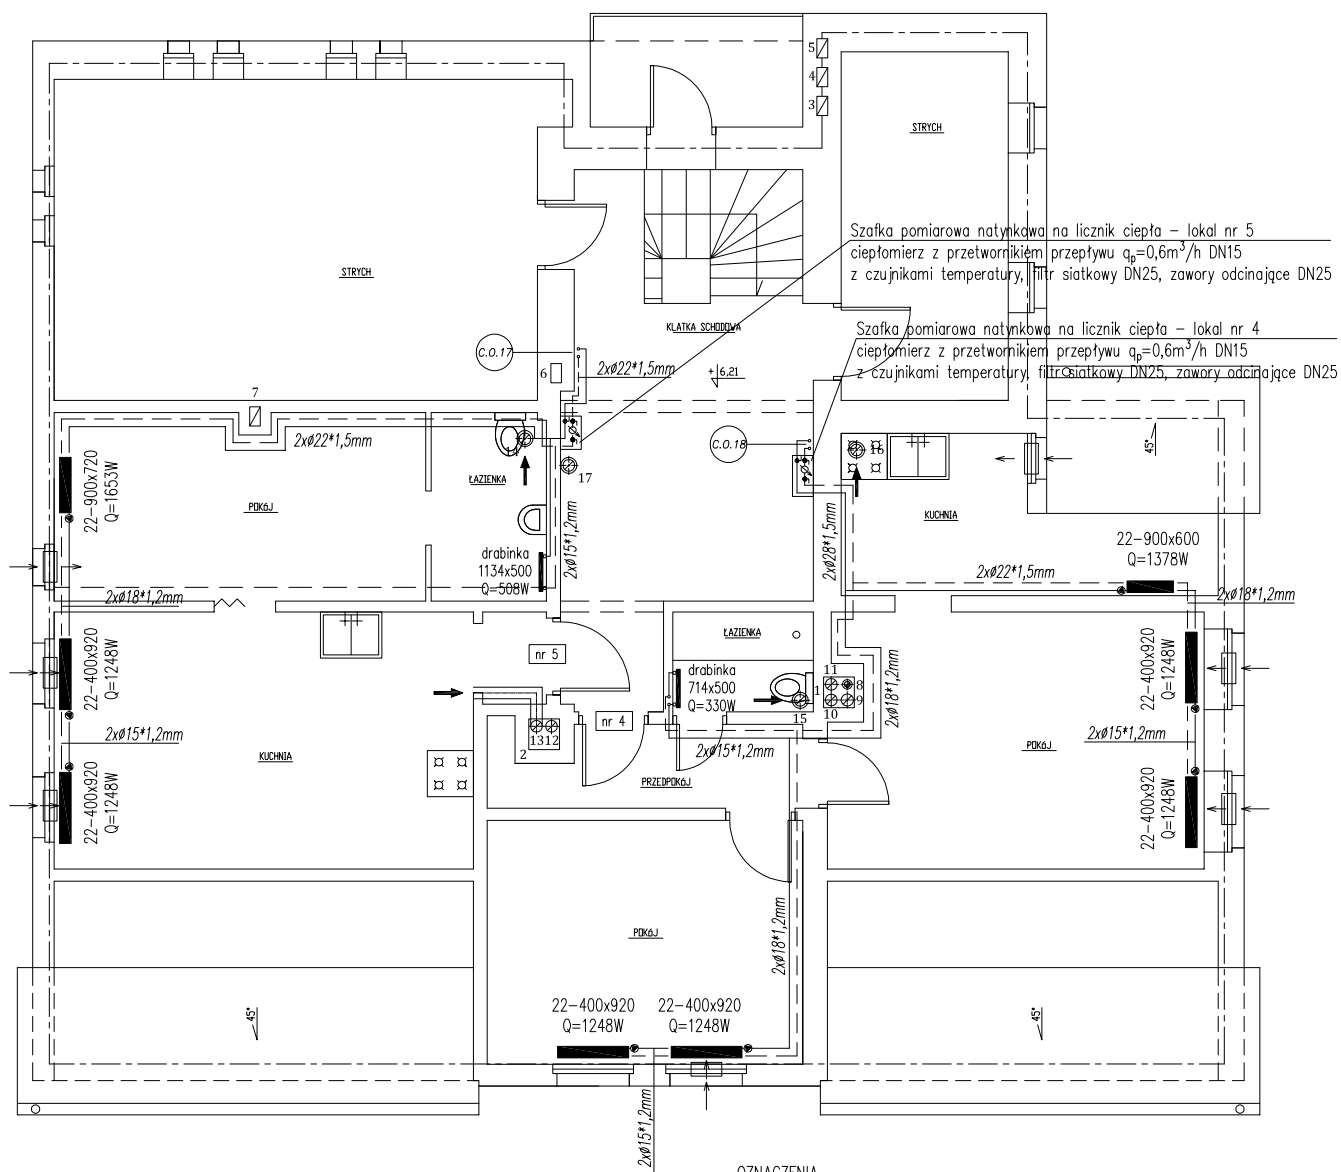 5
4
3
STRYCH
Szafka pomiarowa natynkowa na licznik ciepła – lokal nr 5
ciepłomierz z przetwornikiem przepływu qp=0,6m³/h DN15
z czujnikami temperatury, filtr siatkowy DN25, zawory odcinające DN25
STRYCH
KLATKA SCHODOWA
Szafka pomiarowa natynkowa na licznik ciepła – lokal nr 4
ciepłomierz z przetwornikiem przepływu qp=0,6m³/h DN15
z czujnikami temperatury, filtr siatkowy DN25, zawory odcinające DN25
C.O.17
6
2xø22*1,5mm
+6,21
7
2xø22*1,5mm
C.O.18
45°
16
17
22-900x720
Q=1653W
ŁAZIENKA
POKÓJ
2xø15*1,2mm
2xø28*1,5mm
KUCHNIA
22-900x600
Q=1378W
drabinka
1134x500
Q=508W
2xø22*1,5mm
2xø18*1,2mm
2xø18*1,2mm
ŁAZIENKA
nr 5
22-400x920
Q=1248W
drabinka
714x500
Q=330W
1
11
8
9
10
15
22-400x920
Q=1248W
2xø18*1,2mm
nr 4
2xø15*1,2mm
13
12
2
2xø15*1,2mm
2xø15*1,2mm
POKÓJ
KUCHNIA
PRZEDPOKÓJ
22-400x920
Q=1248W
22-400x920
Q=1248W
POKÓJ
2xø18*1,2mm
22-400x920
Q=1248W
22-400x920
Q=1248W
45°
45°
2xø15*1,2mm
OZNACZENIA